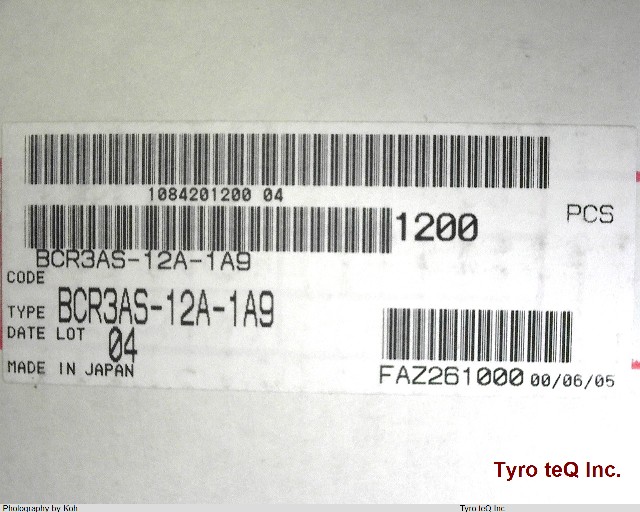 1084201200 04
1200 PCS
BCR3AS-12A-1A9
CODE
TYPE BCR3AS-12A-1A9
DATE LOT 04
MADE IN JAPAN
FAZ261000 00/06/05
Tyro teQ Inc.
Photography by Koh Tyro teQ Inc